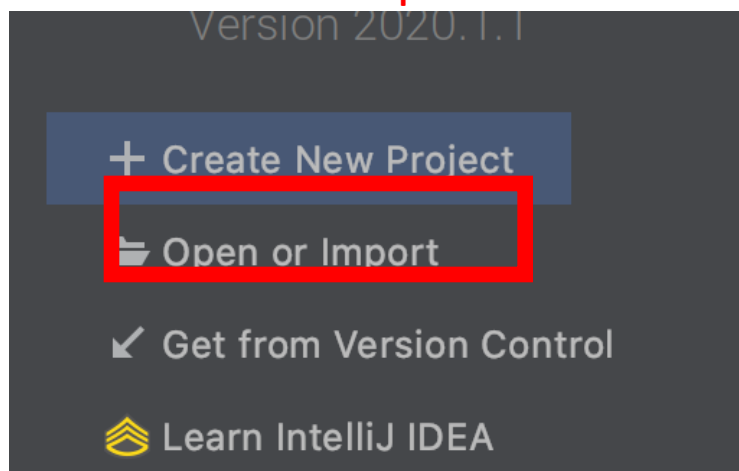 Version 2020.1.1
Create New Project
Open or Import
Get from Version Control
Learn IntelliJ IDEA